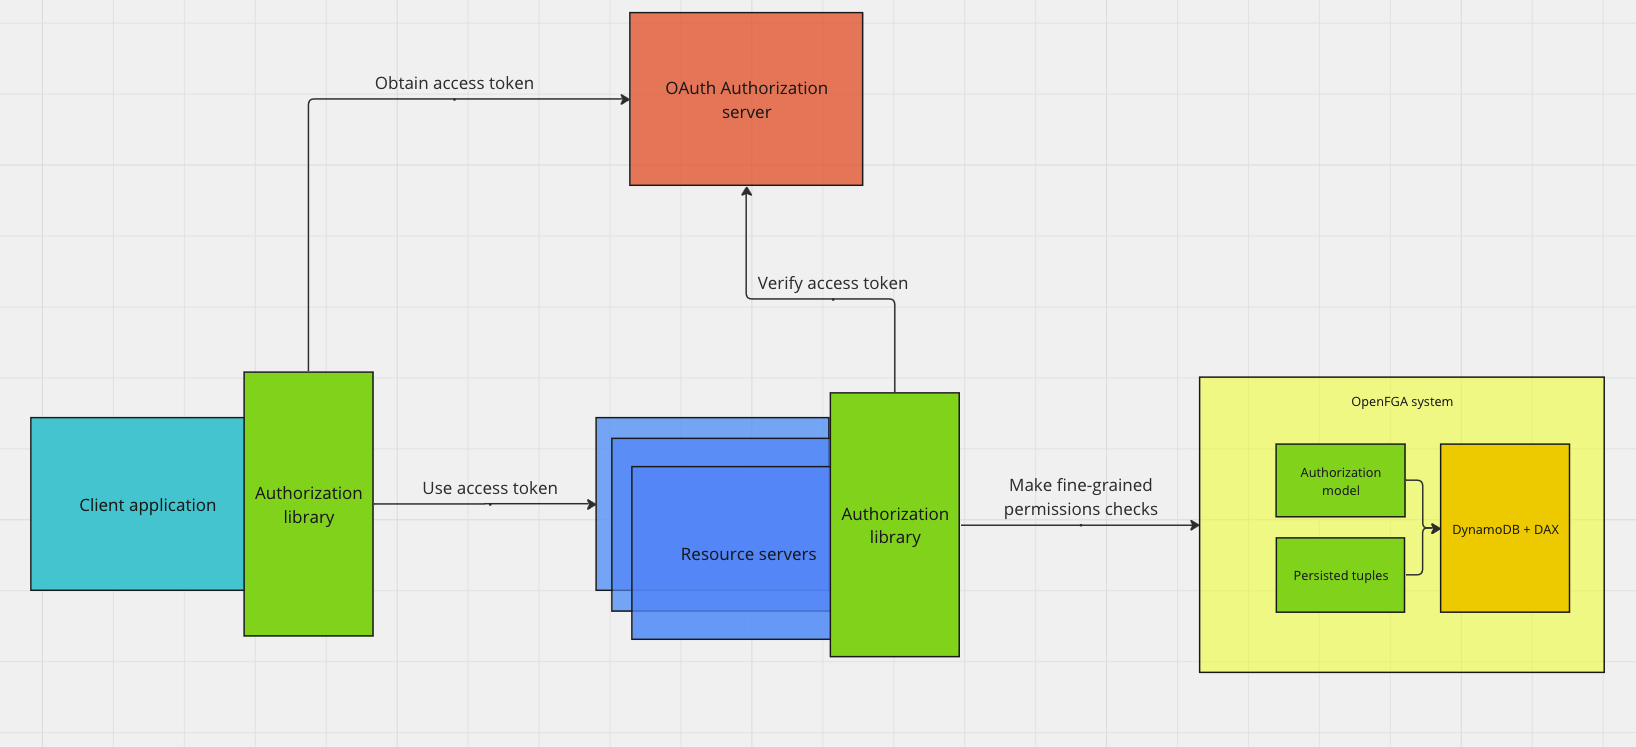 Obtain access token
OAuth Authorization
server
Verify access token
Client application
Authorization
library
Use access token
Resource servers
Authorization
library
Make fine-grained
permissions checks
OpenFGA system
Authorization
model
Persisted tuples
DynamoDB + DAX